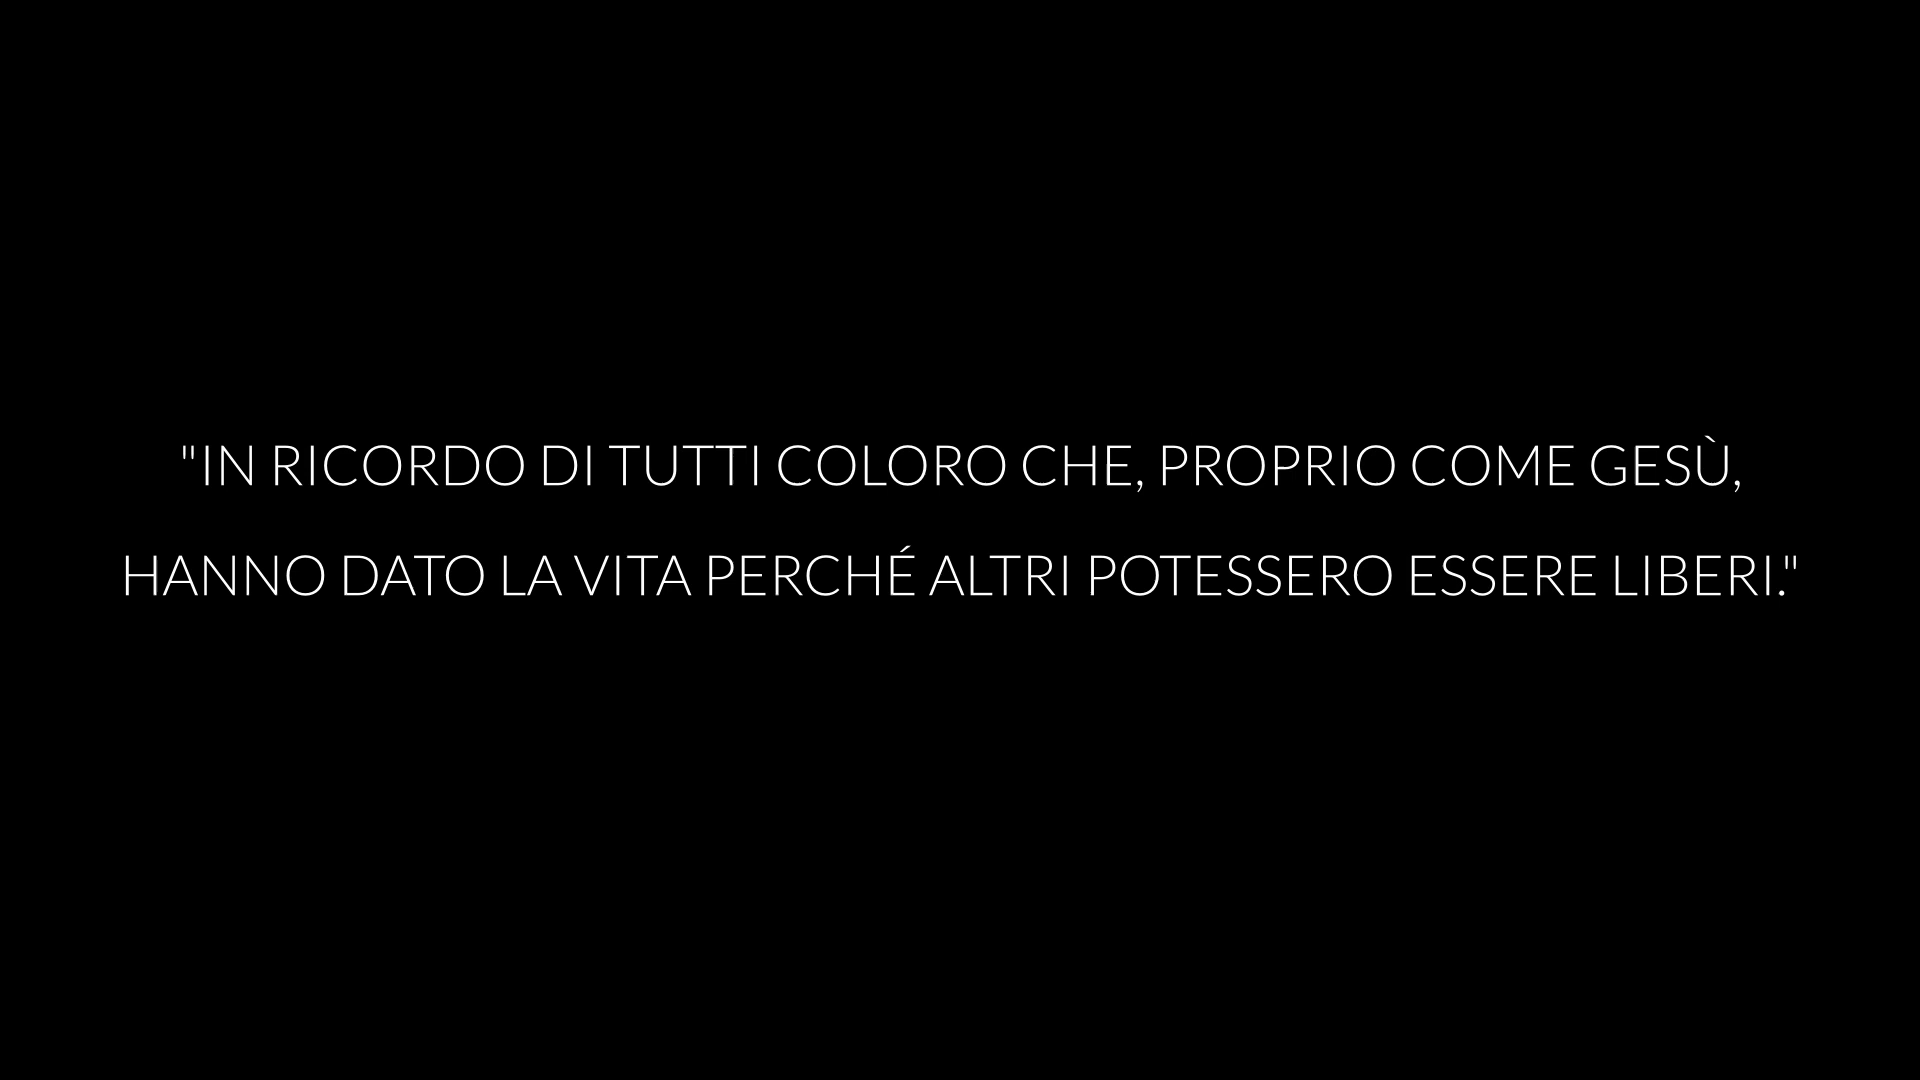 "IN RICORDO DI TUTTI COLORO CHE, PROPRIO COME GESÙ,
HANNO DATO LA VITA PERCHÉ ALTRI POTESSERO ESSERE LIBERI."